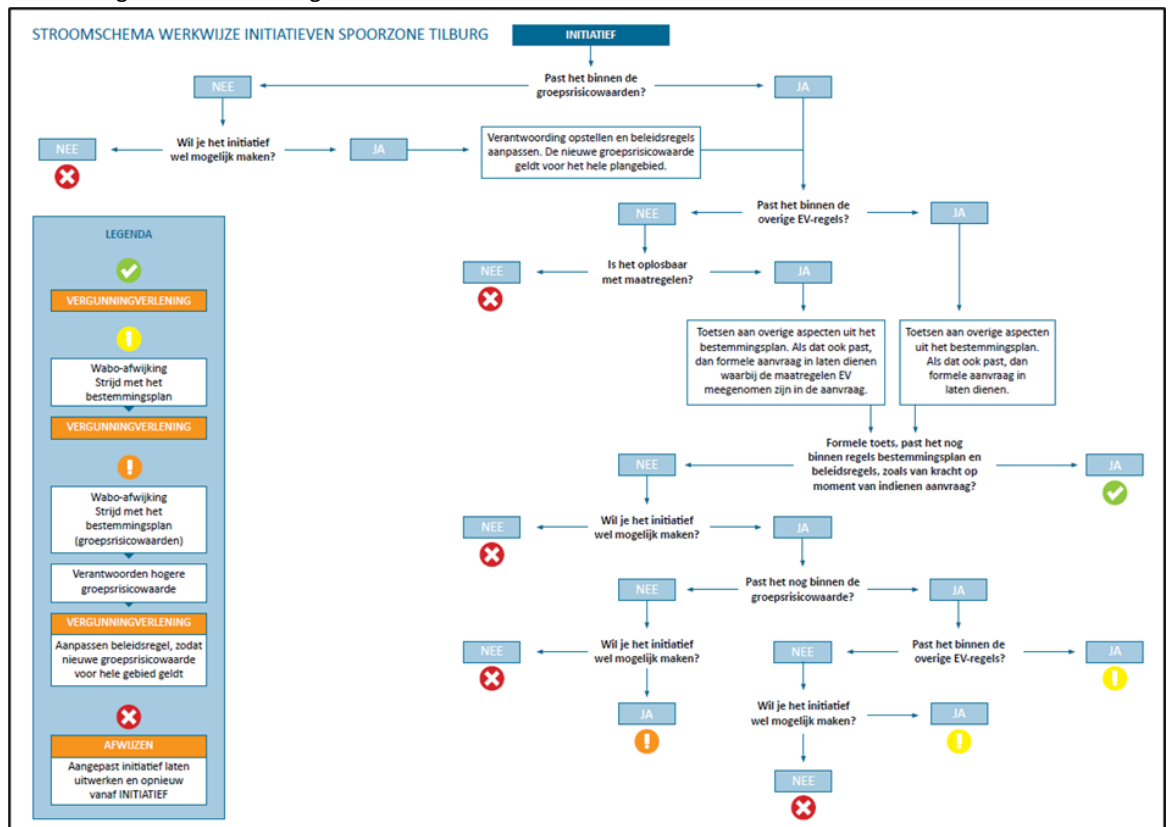 STROOMSCHEMA WERKWIJZE INITIATIEVEN SPOORZONE TILBURG
INITIATIEF
Past het binnen de
groepsrisicowaarden?
NEE
JA
Wil je het initiatief
wel mogelijk maken?
NEE
JA
Verantwoording opstellen en beleidsregels
aanpassen. De nieuwe groepsrisicowaarde
geldt voor het hele plangebied.
Past het binnen de
overige EV-regels?
NEE
JA
Is het oplosbaar
met maatregelen?
NEE
JA
Toetsen aan overige aspecten uit het
bestemmingsplan. Als dat ook past,
dan formele aanvraag in laten dienen
waarbij de maatregelen EV
meegenomen zijn in de aanvraag.
Toetsen aan overige aspecten
uit het bestemmingsplan.
Als dat ook past, dan
formele aanvraag in
laten dienen.
Formele toets, past het nog
binnen regels bestemmingsplan en
beleidsregels, zoals van kracht op
moment van indienen aanvraag?
NEE
JA
Wil je het initiatief
wel mogelijk maken?
NEE
JA
Past het nog binnen de
groepsrisicowaarde?
NEE
JA
Wil je het initiatief
wel mogelijk maken?
NEE
JA
Past het binnen de
overige EV-regels?
NEE
JA
Wil je het initiatief
wel mogelijk maken?
JA
NEE
LEGENDA
VERGUNNINGVERLENING
Wabo-afwijking
Strijd met het
bestemmingsplan
VERGUNNINGVERLENING
Wabo-afwijking
Strijd met het
bestemmingsplan
(groepsrisicowaarden)
Verantwoorden hogere
groepsrisicowaarde
VERGUNNINGVERLENING
Aanpassen beleidsregel, zodat
nieuwe groepsrisicowaarde
voor hele gebied geldt
AFWIJZEN
Aangepast initiatief laten
uitwerken en opnieuw
vanaf INITIATIEF